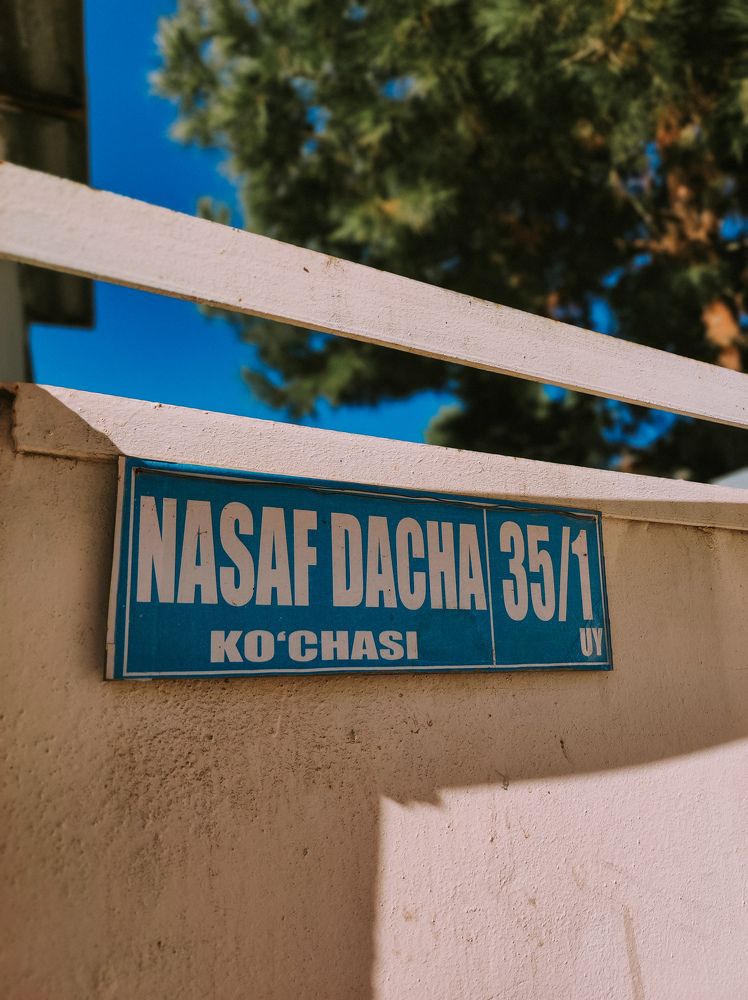 NASAF DACHA
KO‘CHASI
35/1
UY